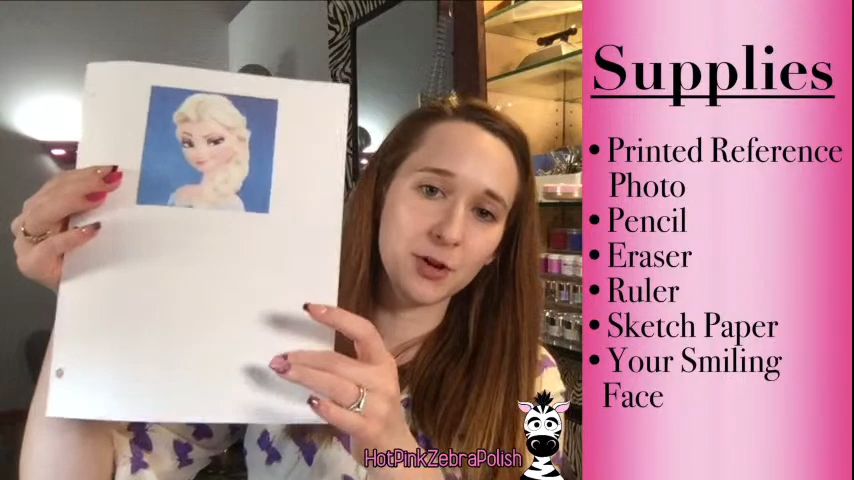 Supplies
• Printed Reference
Photo
• Pencil
• Eraser
• Ruler
• Sketch Paper
• Your Smiling
Face
HotPinkZebraPolish